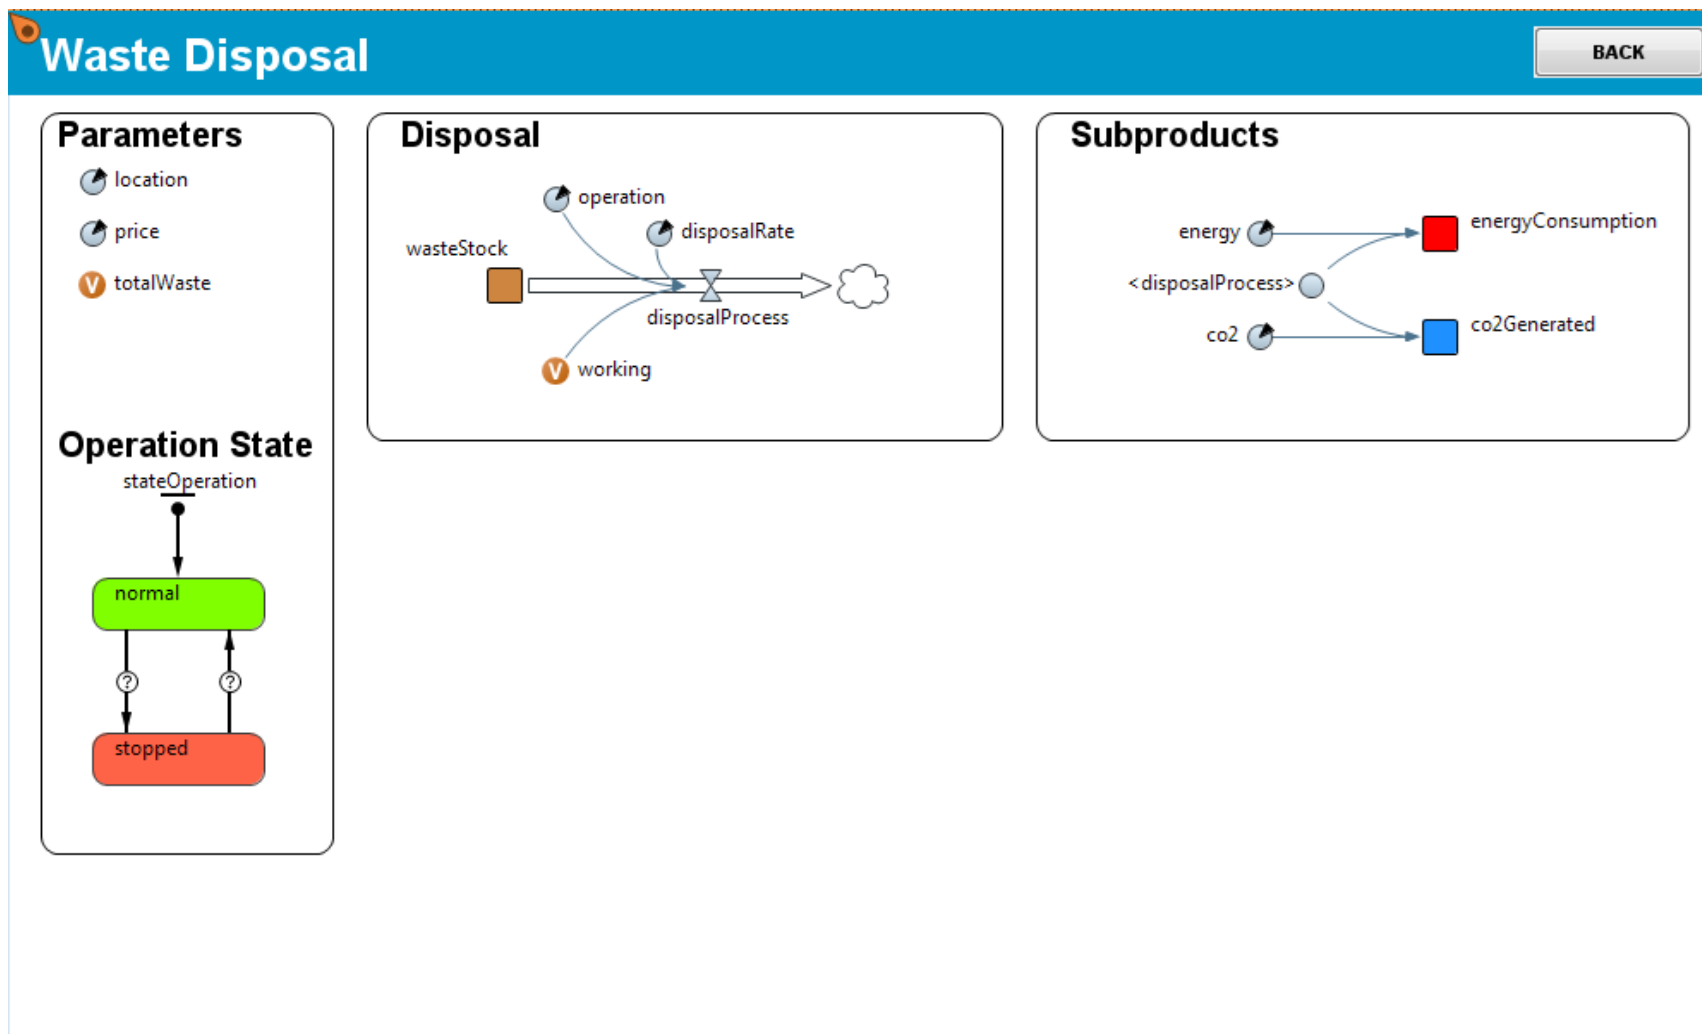 Waste Disposal
BACK
Parameters
location
price
V totalWaste
Operation State
stateOperation
normal
?
?
stopped
Disposal
operation
disposalRate
wasteStock
disposalProcess
V working
Subproducts
energy
energyConsumption
<disposalProcess>
co2
co2Generated